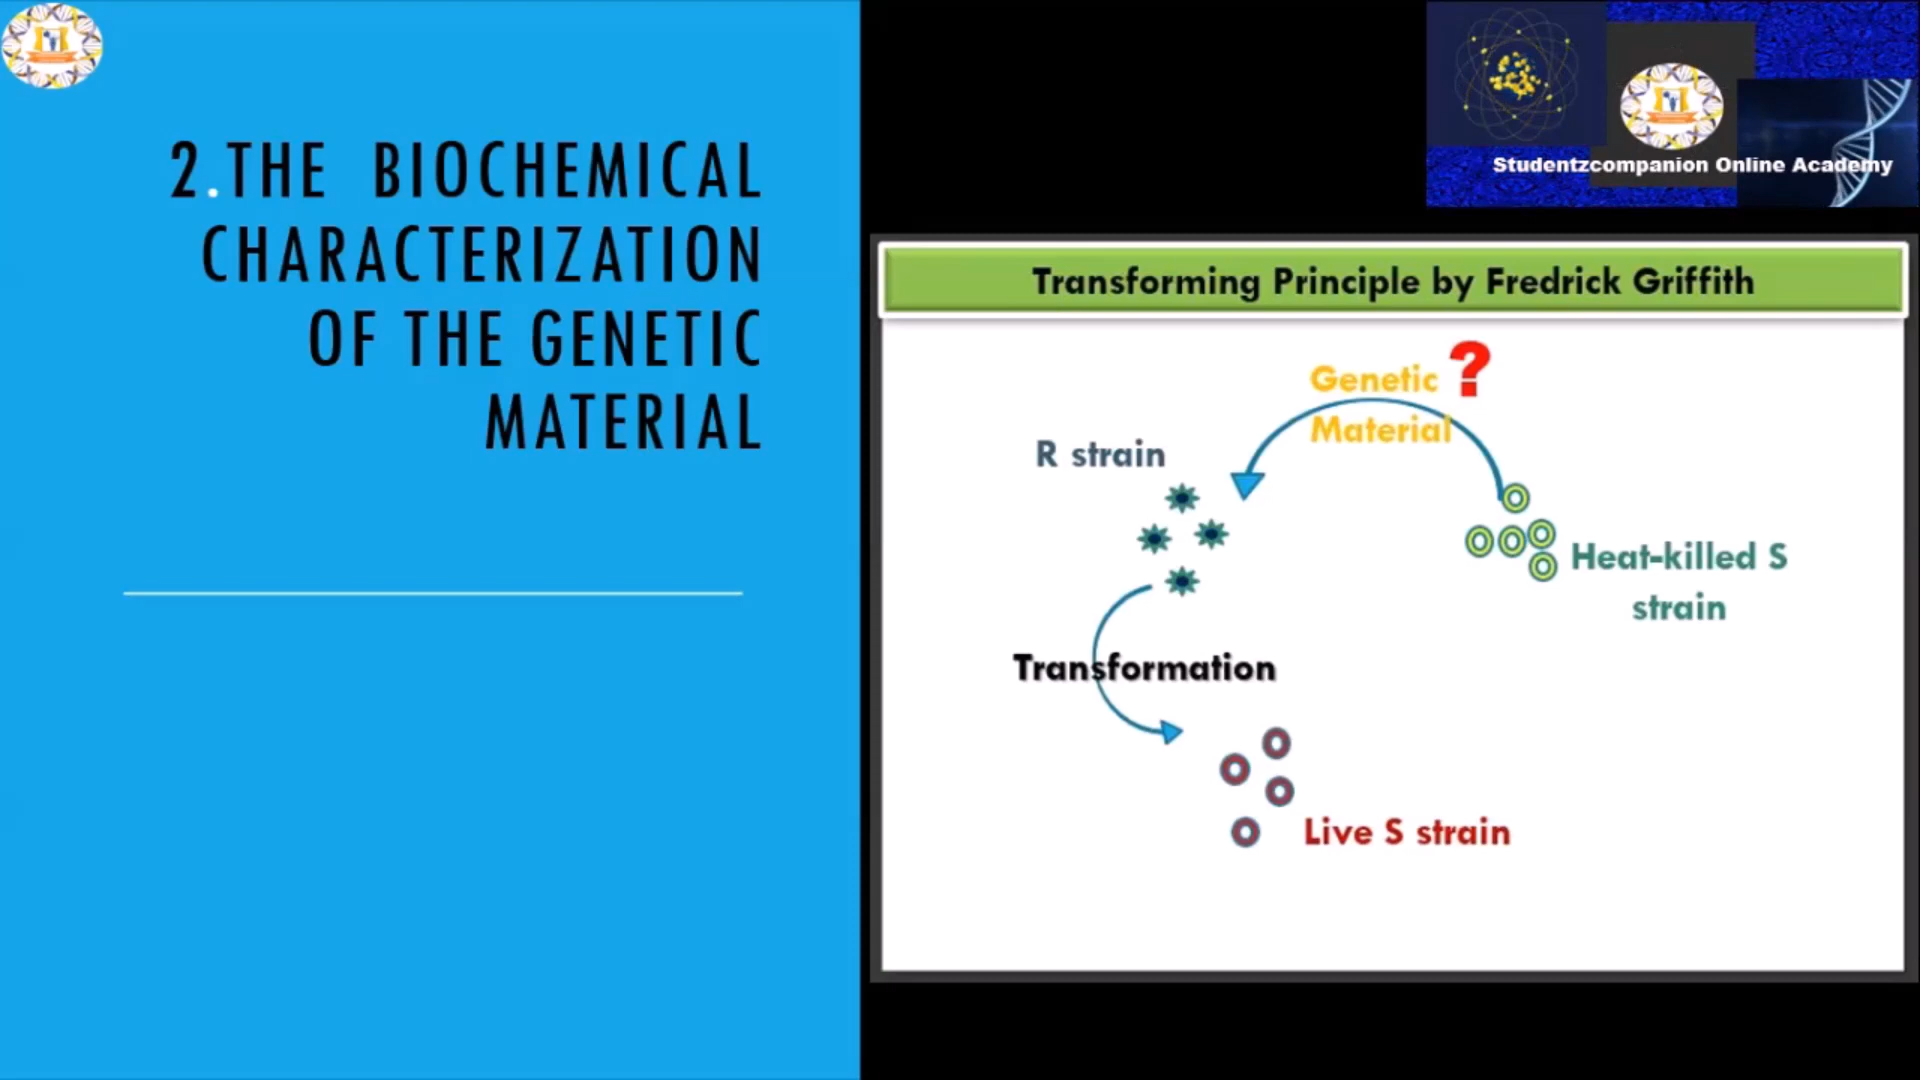 2.THE BIOCHEMICAL
CHARACTERIZATION
OF THE GENETIC
MATERIAL
Studentzcompanion Online Academy
Transforming Principle by Fredrick Griffith
Genetic ?
Material
R strain
Heat-killed S
strain
Transformation
Live S strain